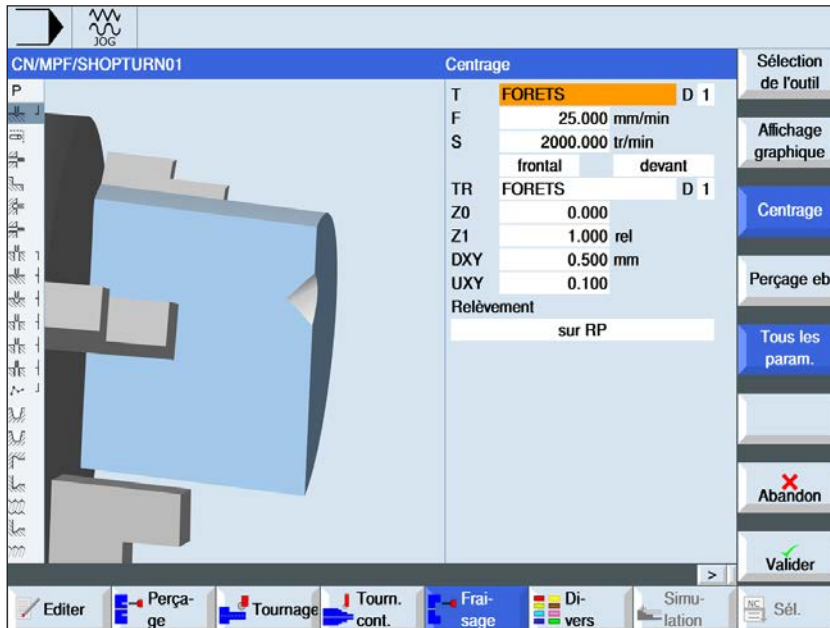 JOG
CN/MPF/SHOPTURN01
Centrage
P
T FORETS D 1
F 25.000 mm/min
S 2000.000 tr/min
frontal devant
TR FORETS D 1
Z0 0.000
Z1 1.000 rel
DXY 0.500 mm
UXY 0.100
Relèvement
sur RP
Sélection
de l'outil
Affichage
graphique
Centrage
Perçage eb
Tous les
param.
Abandon
Valider
>
Editer
Perça-
ge
Tournage
Tourn.
cont.
Frai-
sage
Di-
vers
Simu-
lation
NC
Sél.